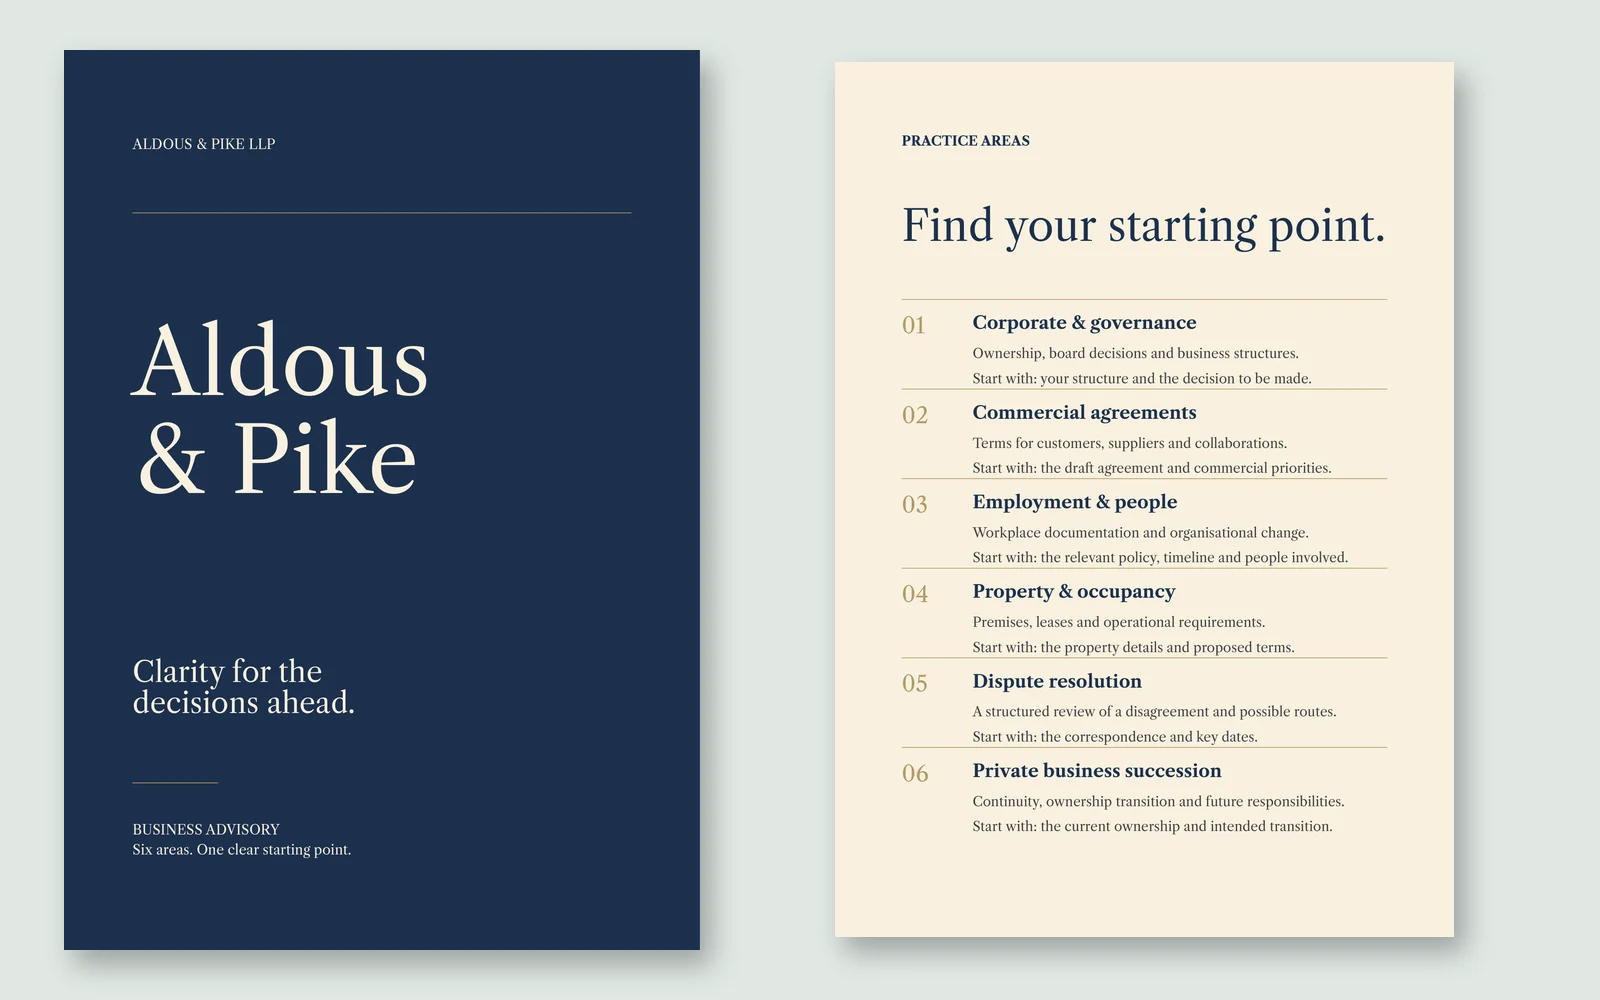 ALDOUS & PIKE LLP
Aldous
& Pike
Clarity for the
decisions ahead.
BUSINESS ADVISORY
Six areas. One clear starting point.
PRACTICE AREAS
Find your starting point.
01
Corporate & governance
Ownership, board decisions and business structures.
Start with: your structure and the decision to be made.
02
Commercial agreements
Terms for customers, suppliers and collaborations.
Start with: the draft agreement and commercial priorities.
03
Employment & people
Workplace documentation and organisational change.
Start with: the relevant policy, timeline and people involved.
04
Property & occupancy
Premises, leases and operational requirements.
Start with: the property details and proposed terms.
05
Dispute resolution
A structured review of a disagreement and possible routes.
Start with: the correspondence and key dates.
06
Private business succession
Continuity, ownership transition and future responsibilities.
Start with: the current ownership and intended transition.